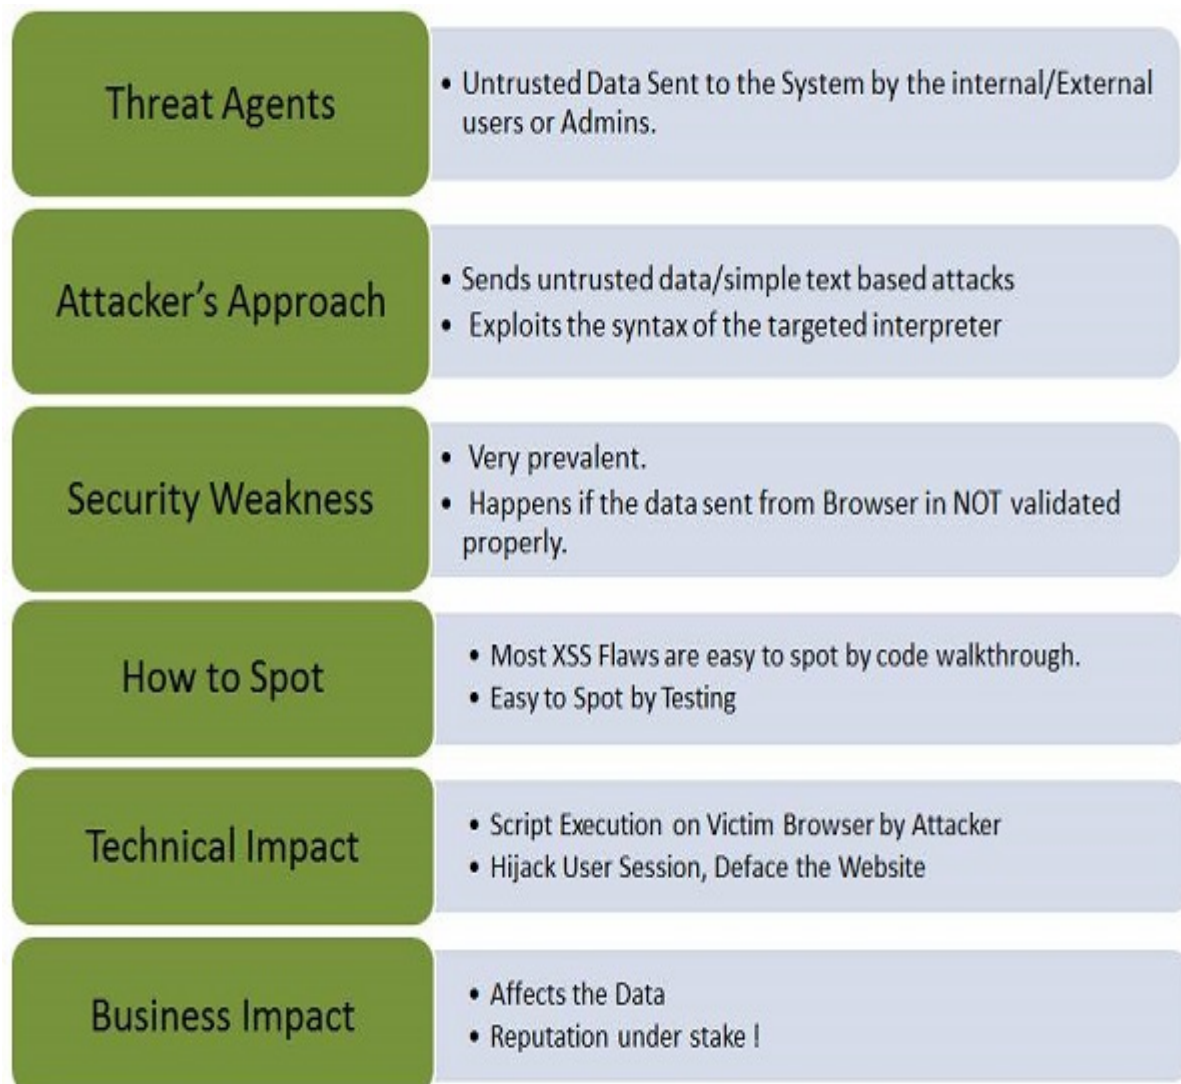 Threat Agents
• Untrusted Data Sent to the System by the internal/External
users or Admins.
Attacker's Approach
• Sends untrusted data/simple text based attacks
• Exploits the syntax of the targeted interpreter
Security Weakness
• Very prevalent.
• Happens if the data sent from Browser in NOT validated
properly.
How to Spot
• Most XSS Flaws are easy to spot by code walkthrough.
• Easy to Spot by Testing
Technical Impact
• Script Execution on Victim Browser by Attacker
• Hijack User Session, Deface the Website
Business Impact
• Affects the Data
• Reputation under stake !